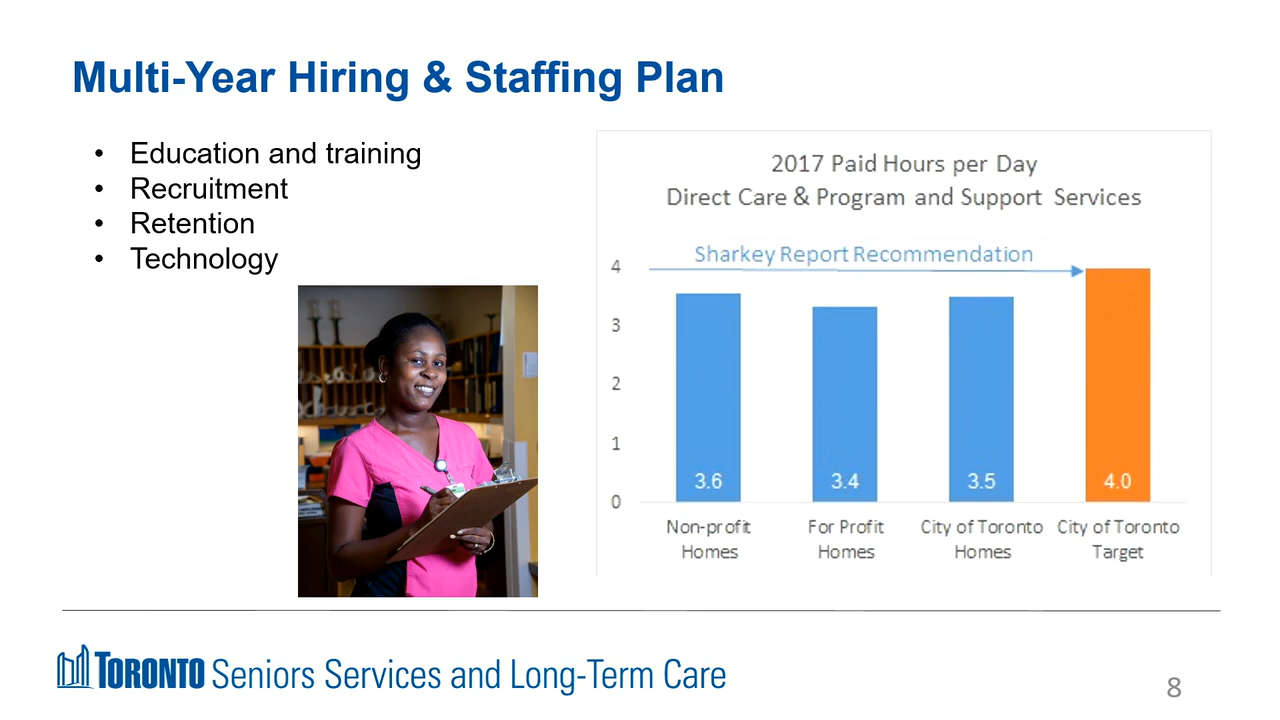 Multi-Year Hiring & Staffing Plan
• Education and training
• Recruitment
• Retention
• Technology
2017 Paid Hours per Day
Direct Care & Program and Support Services
Sharkey Report Recommendation
4
3
2
1
0
3.6
3.4
3.5
4.0
Non-profit Homes
For Profit Homes
City of Toronto Homes
City of Toronto Target
TORONTO Seniors Services and Long-Term Care
8